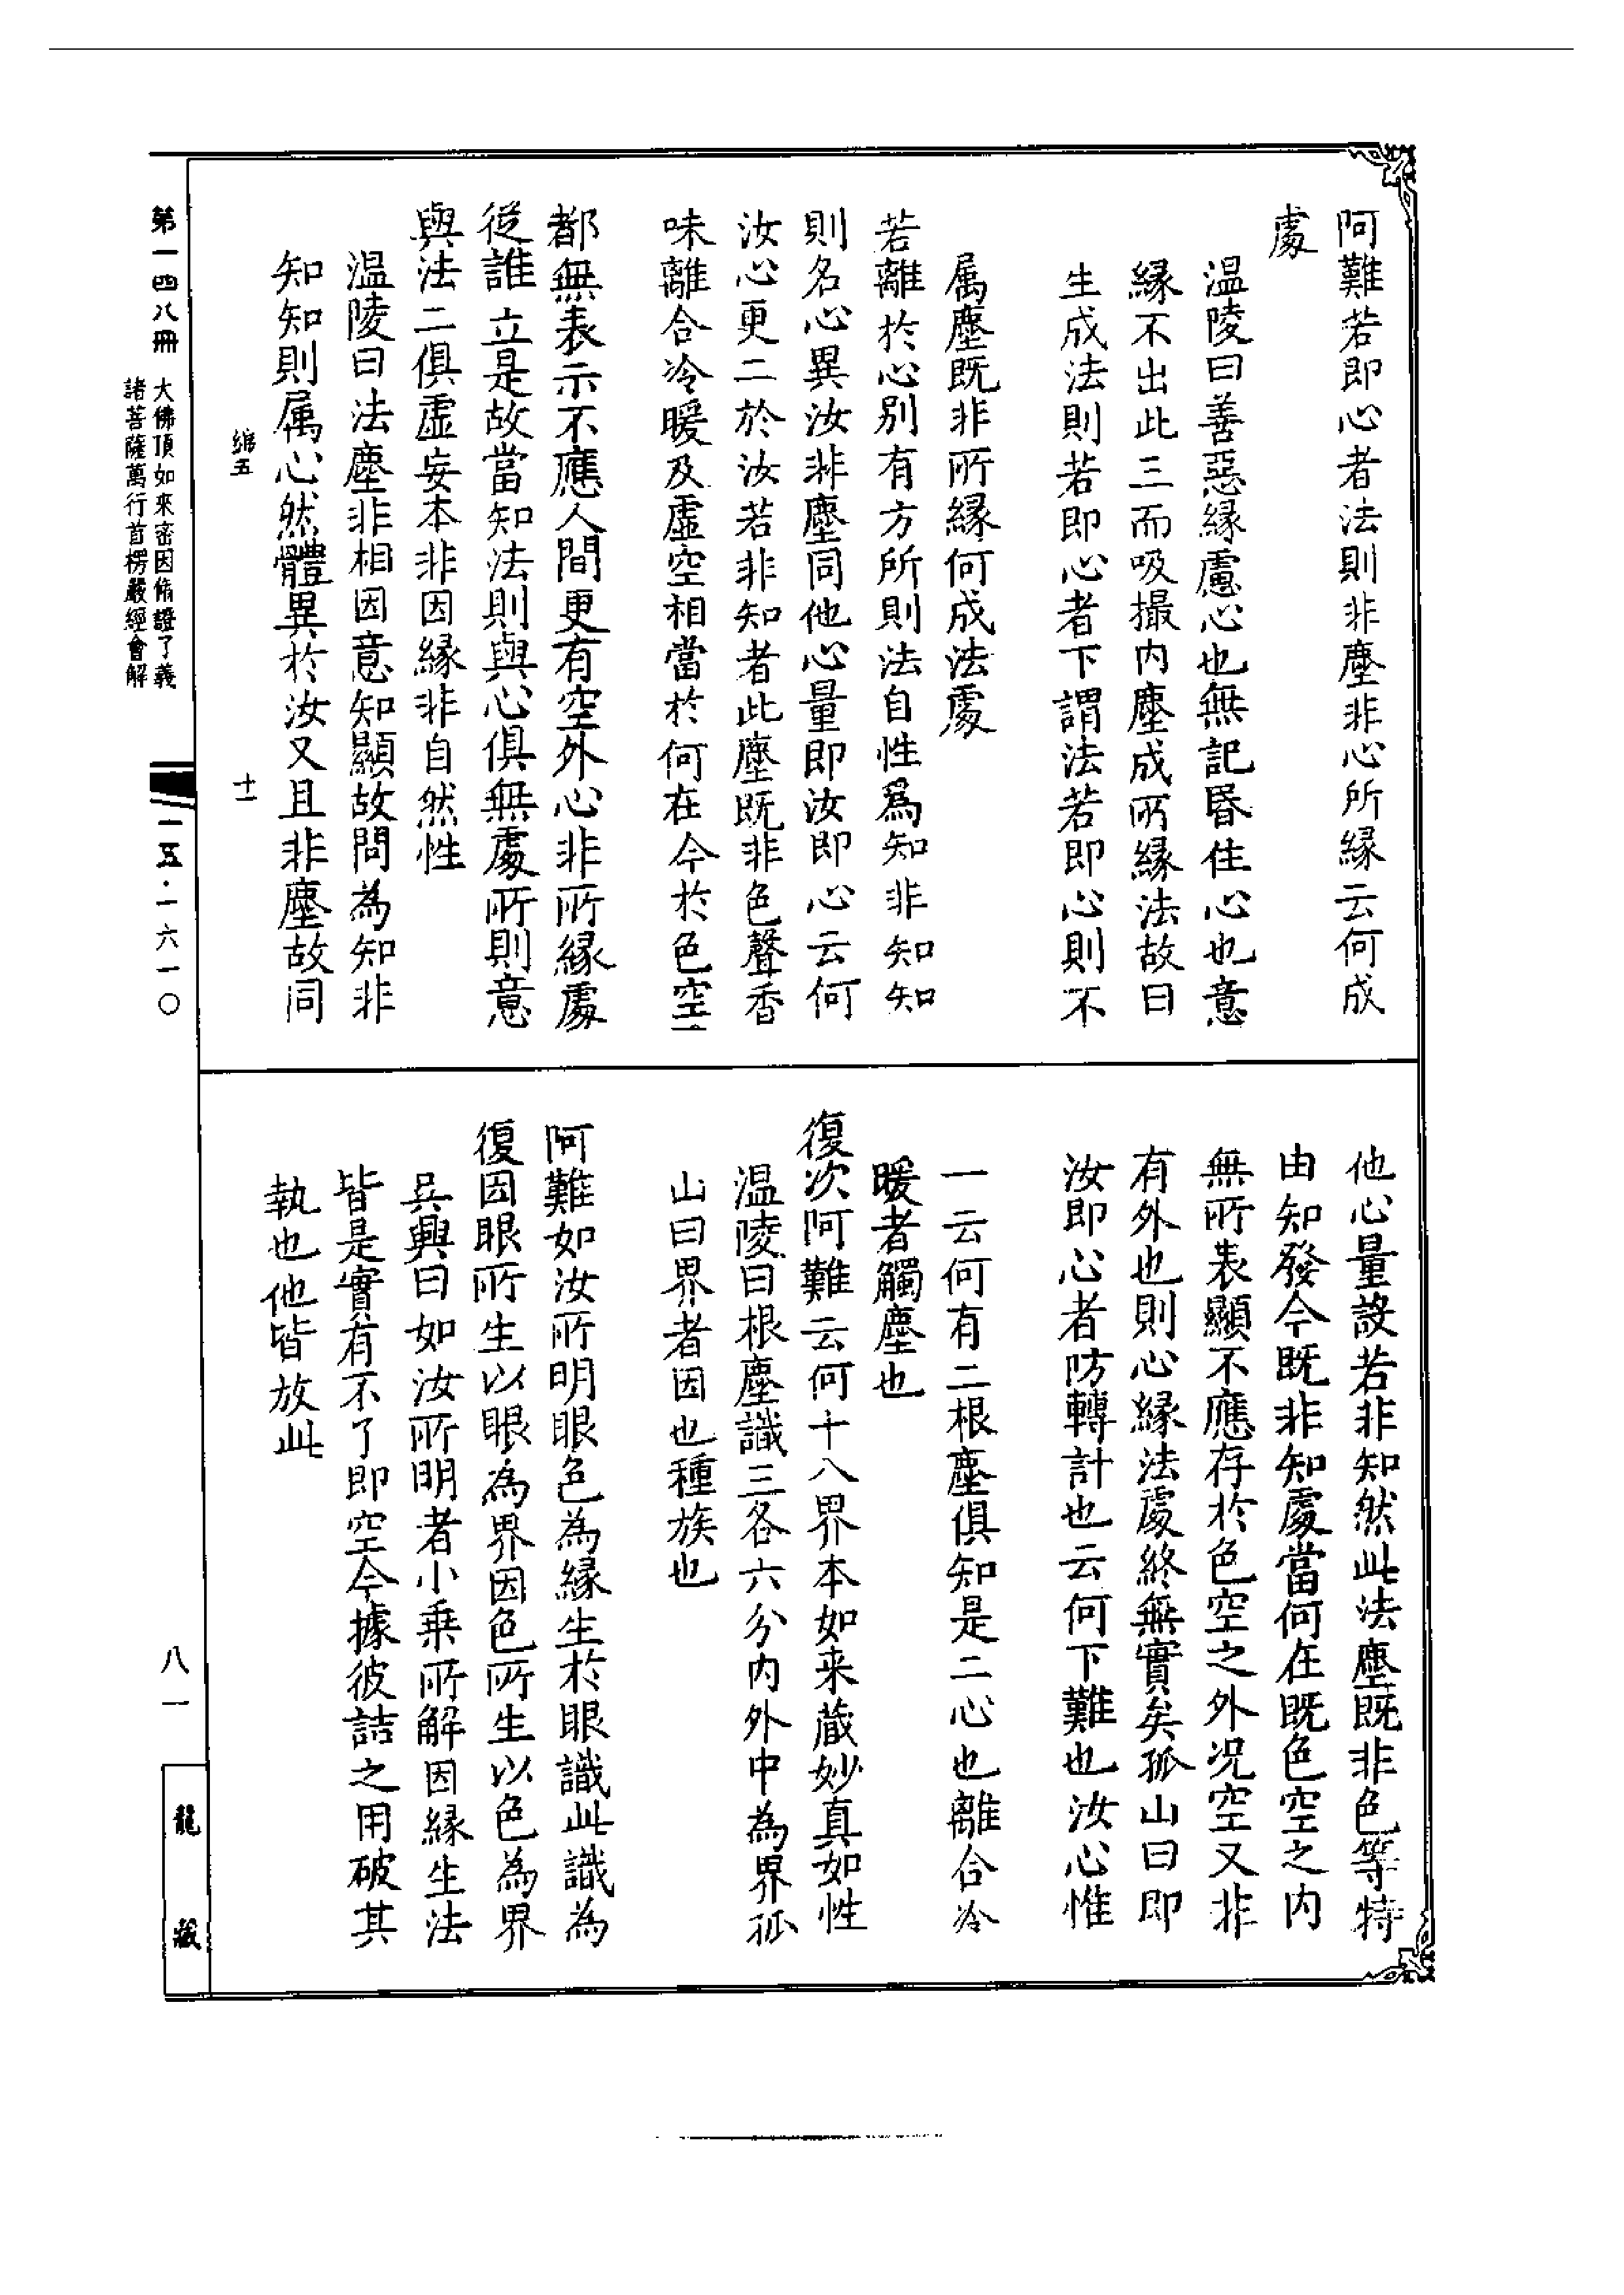 阿難若即心者法則非塵非心所緣云何成
處
温陵曰善惡緣慮心也無記昬住心也意
緣不出此三而吸撮内塵成所緣法故曰
生成法則若即心者下謂法若即心則不
属塵既非所緣何成法處
若離於心別有方所則法自性爲知非知知
則名心異汝非塵同他心量即汝即心云何
汝心更二於汝若非知者此塵既非色聲香
味離合冷暖及虛空相當於何在今於色空
都無表示不應人間更有空外心非所緣處
從誰立是故當知法則與心俱無處所則意
與法二俱虛妄本非因緣非自然性
温陵曰法塵非相因意知顯故問為知非
知知則属心然體異於汝又且非塵故同
他心量設若非知然此法塵既非色等特
由知發今既非知處當何在既色空之内
無所表顯不應存於色空之外况空又非
有外也則心緣法處終無實矣孤山曰即
汝即心者防轉計也云何下難也汝心惟
一云何有二根塵俱知是二心也離合冷
暖者觸塵也
復次阿難云何十八界本如来藏妙真如性
温陵曰根塵識三各六分内外中為界孤
山曰界者因也種族也
阿難如汝所明眼色為緣生於眼識此識為
復因眼所生以眼為界因色所生以色為界
吳興曰如汝所明者小乗所解因緣生法
皆是實有不了即空今據彼詰之用破其
執也他皆放此
十一
第一四八冊
大佛頂如來密因脩證了義
諸菩薩萬行首楞嚴經會解
一五·一六一〇
八一
龍藏